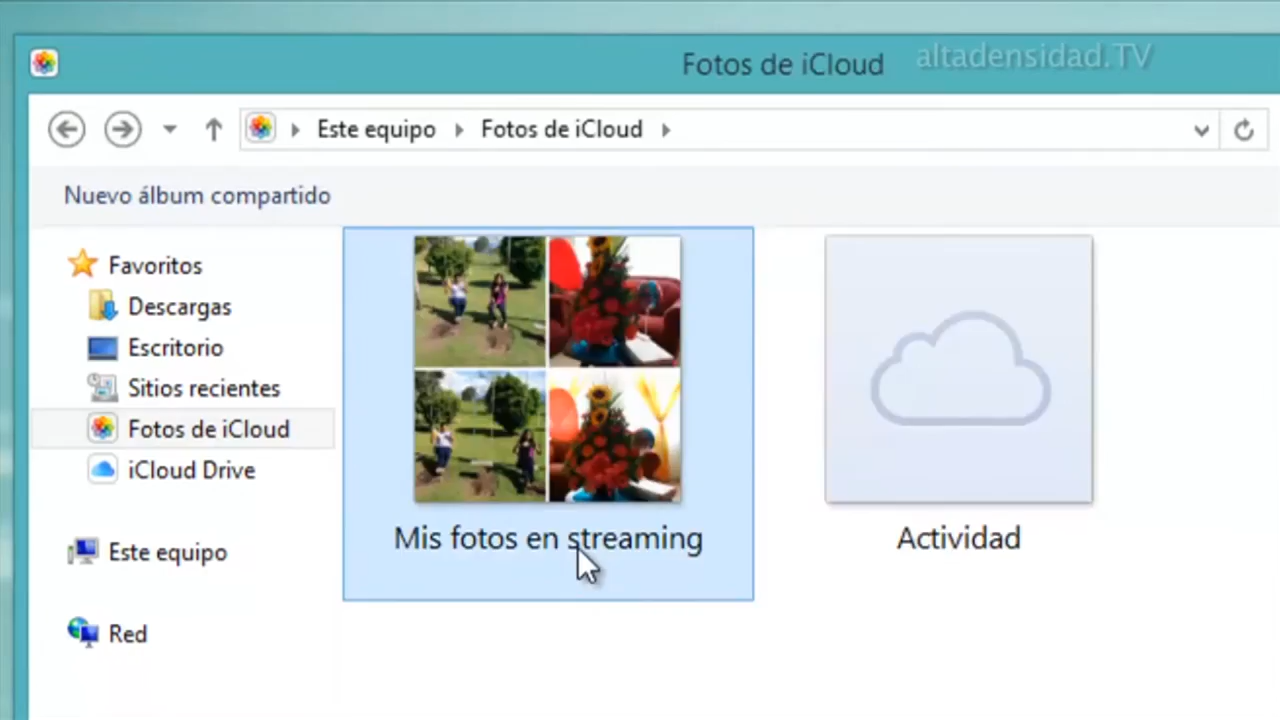 Fotos de iCloud
altadensidad.TV
Este equipo
Fotos de iCloud
Nuevo álbum compartido
Favoritos
Descargas
Escritorio
Sitios recientes
Fotos de iCloud
iCloud Drive
Este equipo
Red
Mis fotos en streaming
Actividad